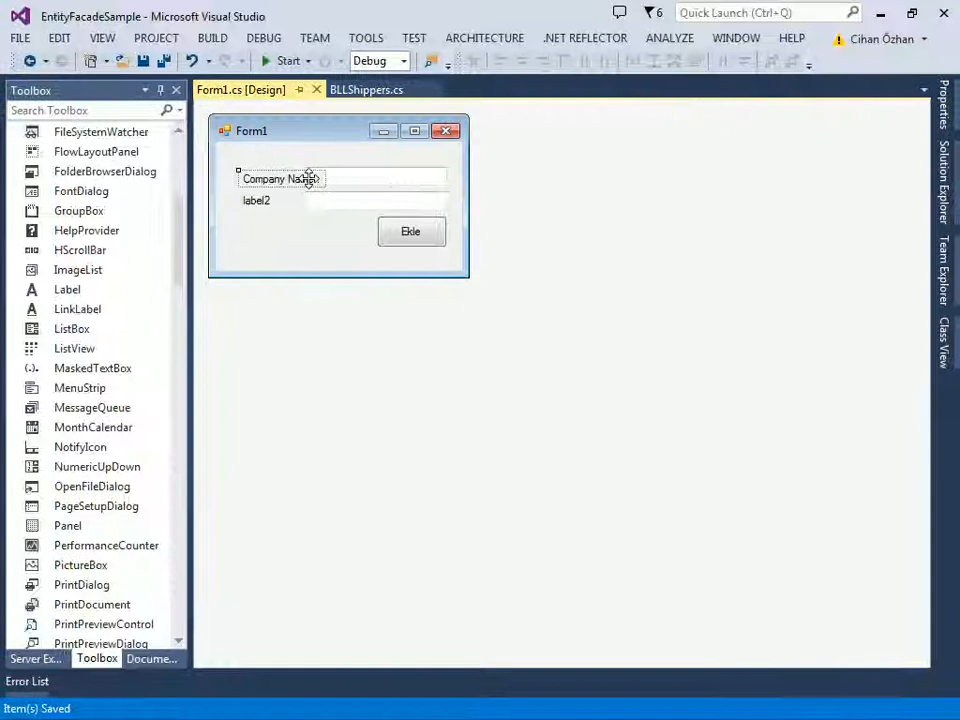 EntityFacadeSample - Microsoft Visual Studio
6
Quick Launch (Ctrl+Q)
FILE EDIT VIEW PROJECT BUILD DEBUG TEAM TOOLS TEST ARCHITECTURE .NET REFLECTOR ANALYZE WINDOW HELP
Cihan Özhan
Start
Debug
Toolbox
Form1.cs [Design]
BLLShippers.cs
Search Toolbox
FileSystemWatcher
FlowLayoutPanel
FolderBrowserDialog
FontDialog
GroupBox
HelpProvider
HScrollBar
ImageList
Label
LinkLabel
ListBox
ListView
MaskedTextBox
MenuStrip
MessageQueue
MonthCalendar
NotifyIcon
NumericUpDown
OpenFileDialog
PageSetupDialog
Panel
PerformanceCounter
PictureBox
PrintDialog
PrintDocument
PrintPreviewControl
PrintPreviewDialog
Form1
Company
label2
Ekle
Properties
Team Explorer
Class View
Server Ex...
Toolbox
Docume...
Error List
Item(s) Saved